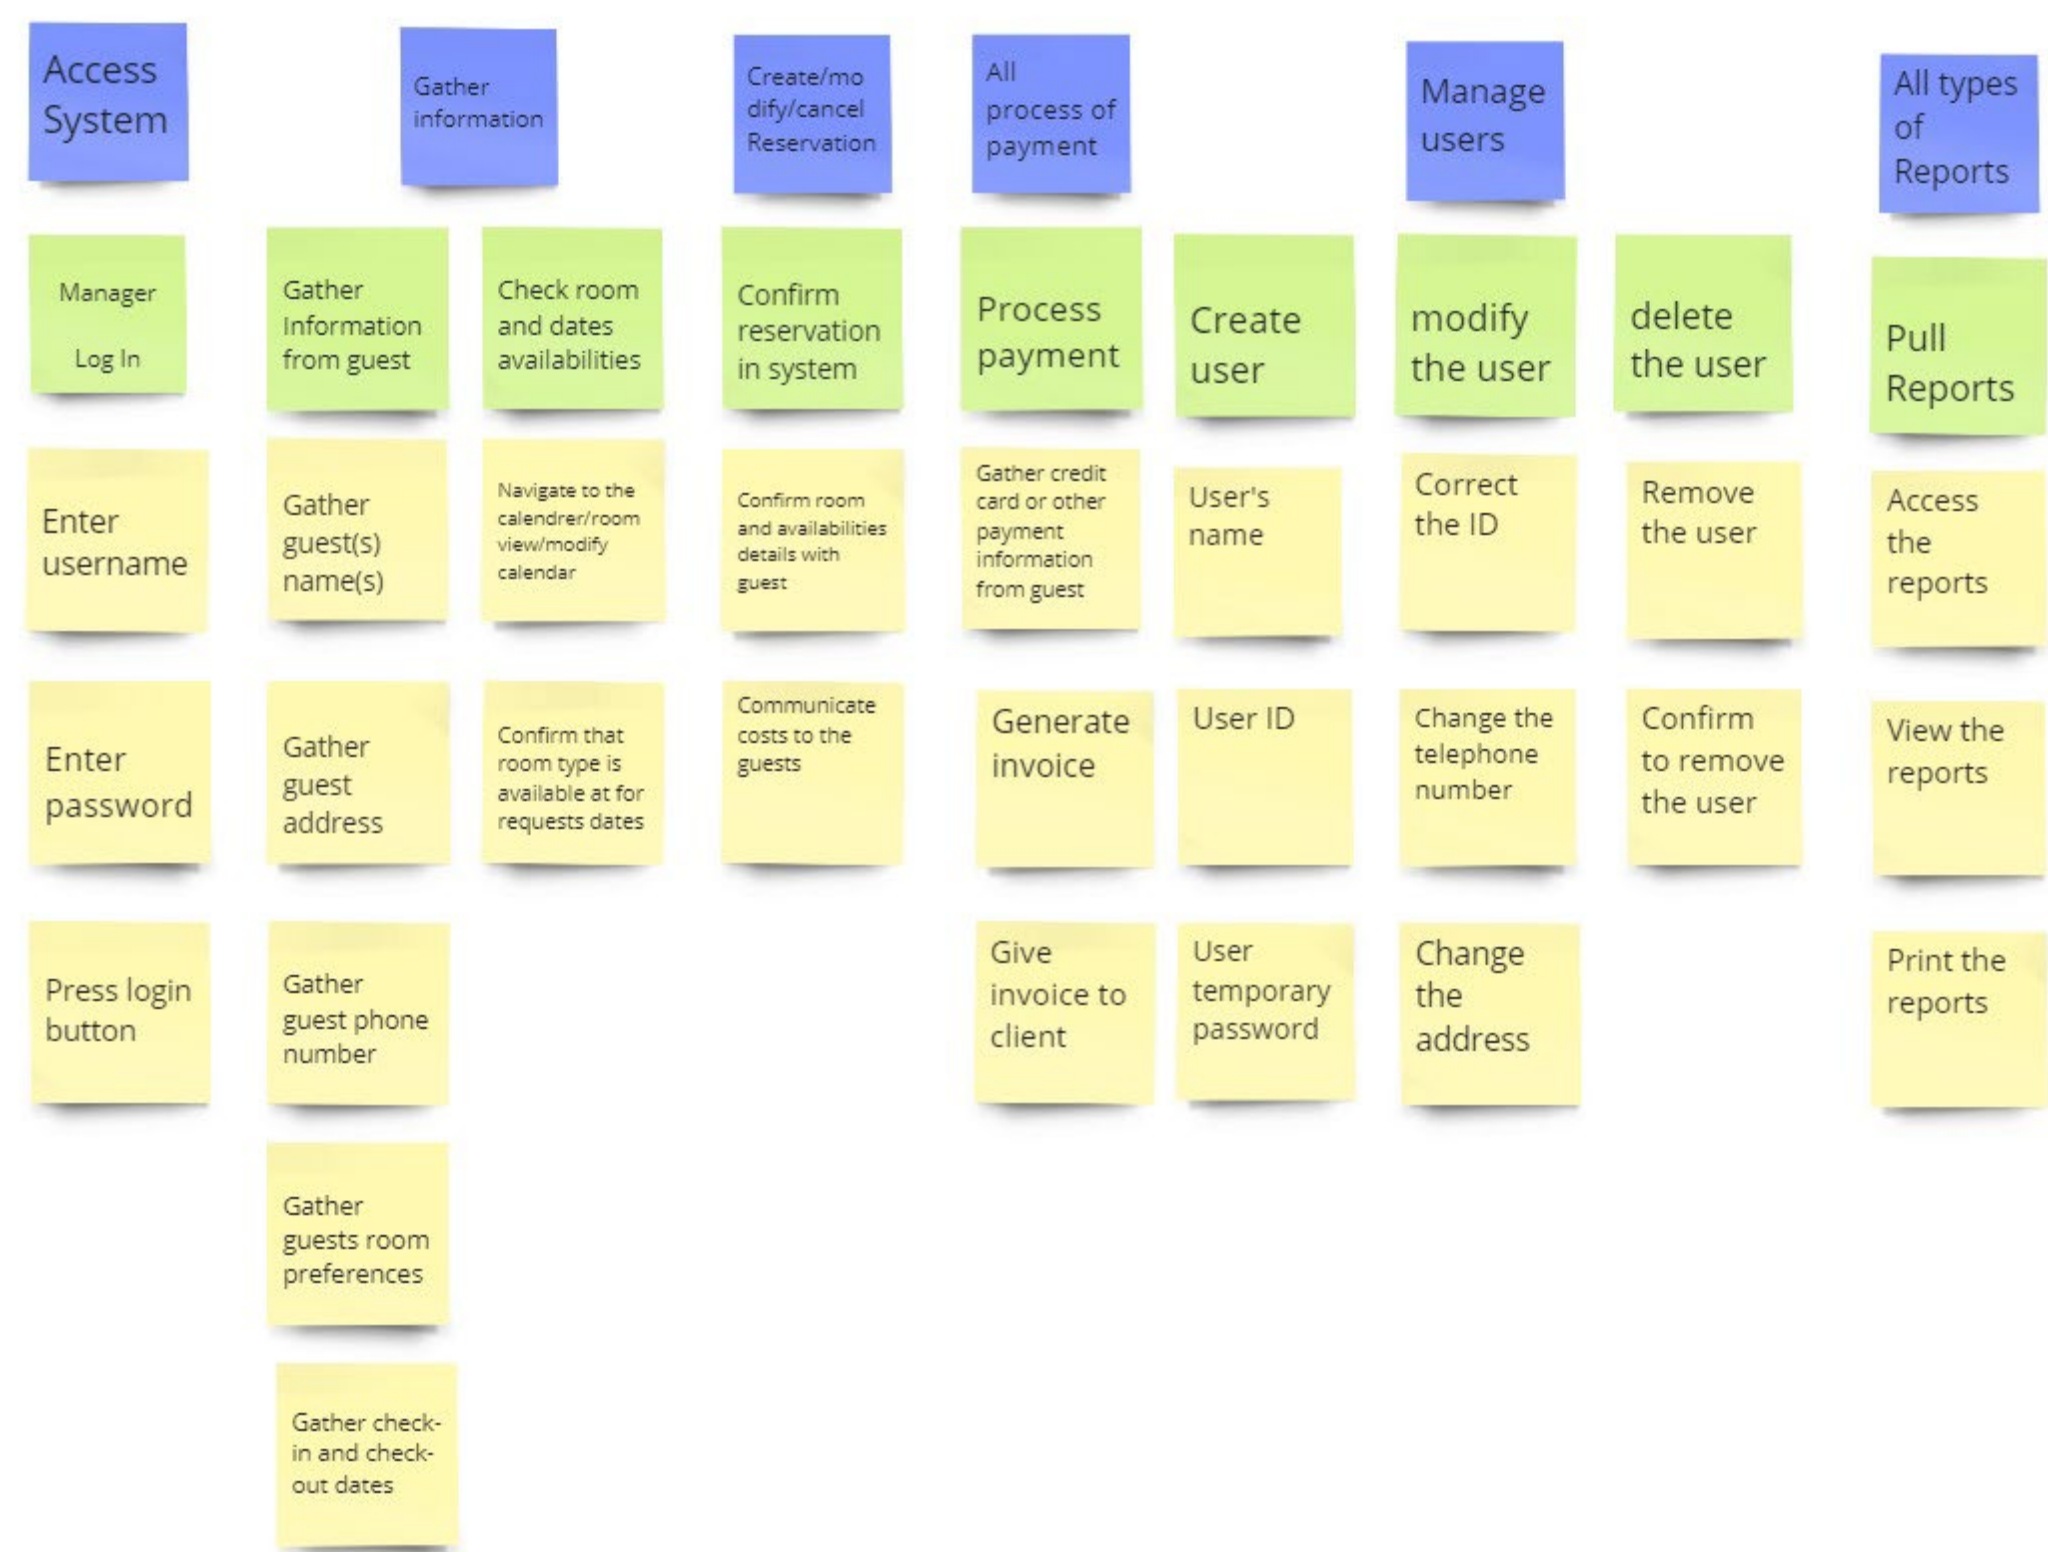 Access
System
Gather
information
Create/mo
dify/cancel
Reservation
All
process of
payment
Manage
users
All types
of
Reports
Manager
Log In
Gather
Information
from guest
Check room
and dates
availabilities
Confirm
reservation
in system
Process
payment
Create
user
modify
the user
delete
the user
Pull
Reports
Enter
username
Gather
guest(s)
name(s)
Navigate to the
calendrer/room
view/modify
calendar
Confirm room
and availabilities
details with
guest
Gather credit
card or other
payment
information
from guest
User's
name
Correct
the ID
Remove
the user
Access
the
reports
Enter
password
Gather
guest
address
Confirm that
room type is
available at for
requests dates
Communicate
costs to the
guests
Generate
invoice
User ID
Change the
telephone
number
Confirm
to remove
the user
View the
reports
Press login
button
Gather
guest phone
number
Give
invoice to
client
User
temporary
password
Change
the
address
Print the
reports
Gather
guests room
preferences
Gather check-
in and check-
out dates